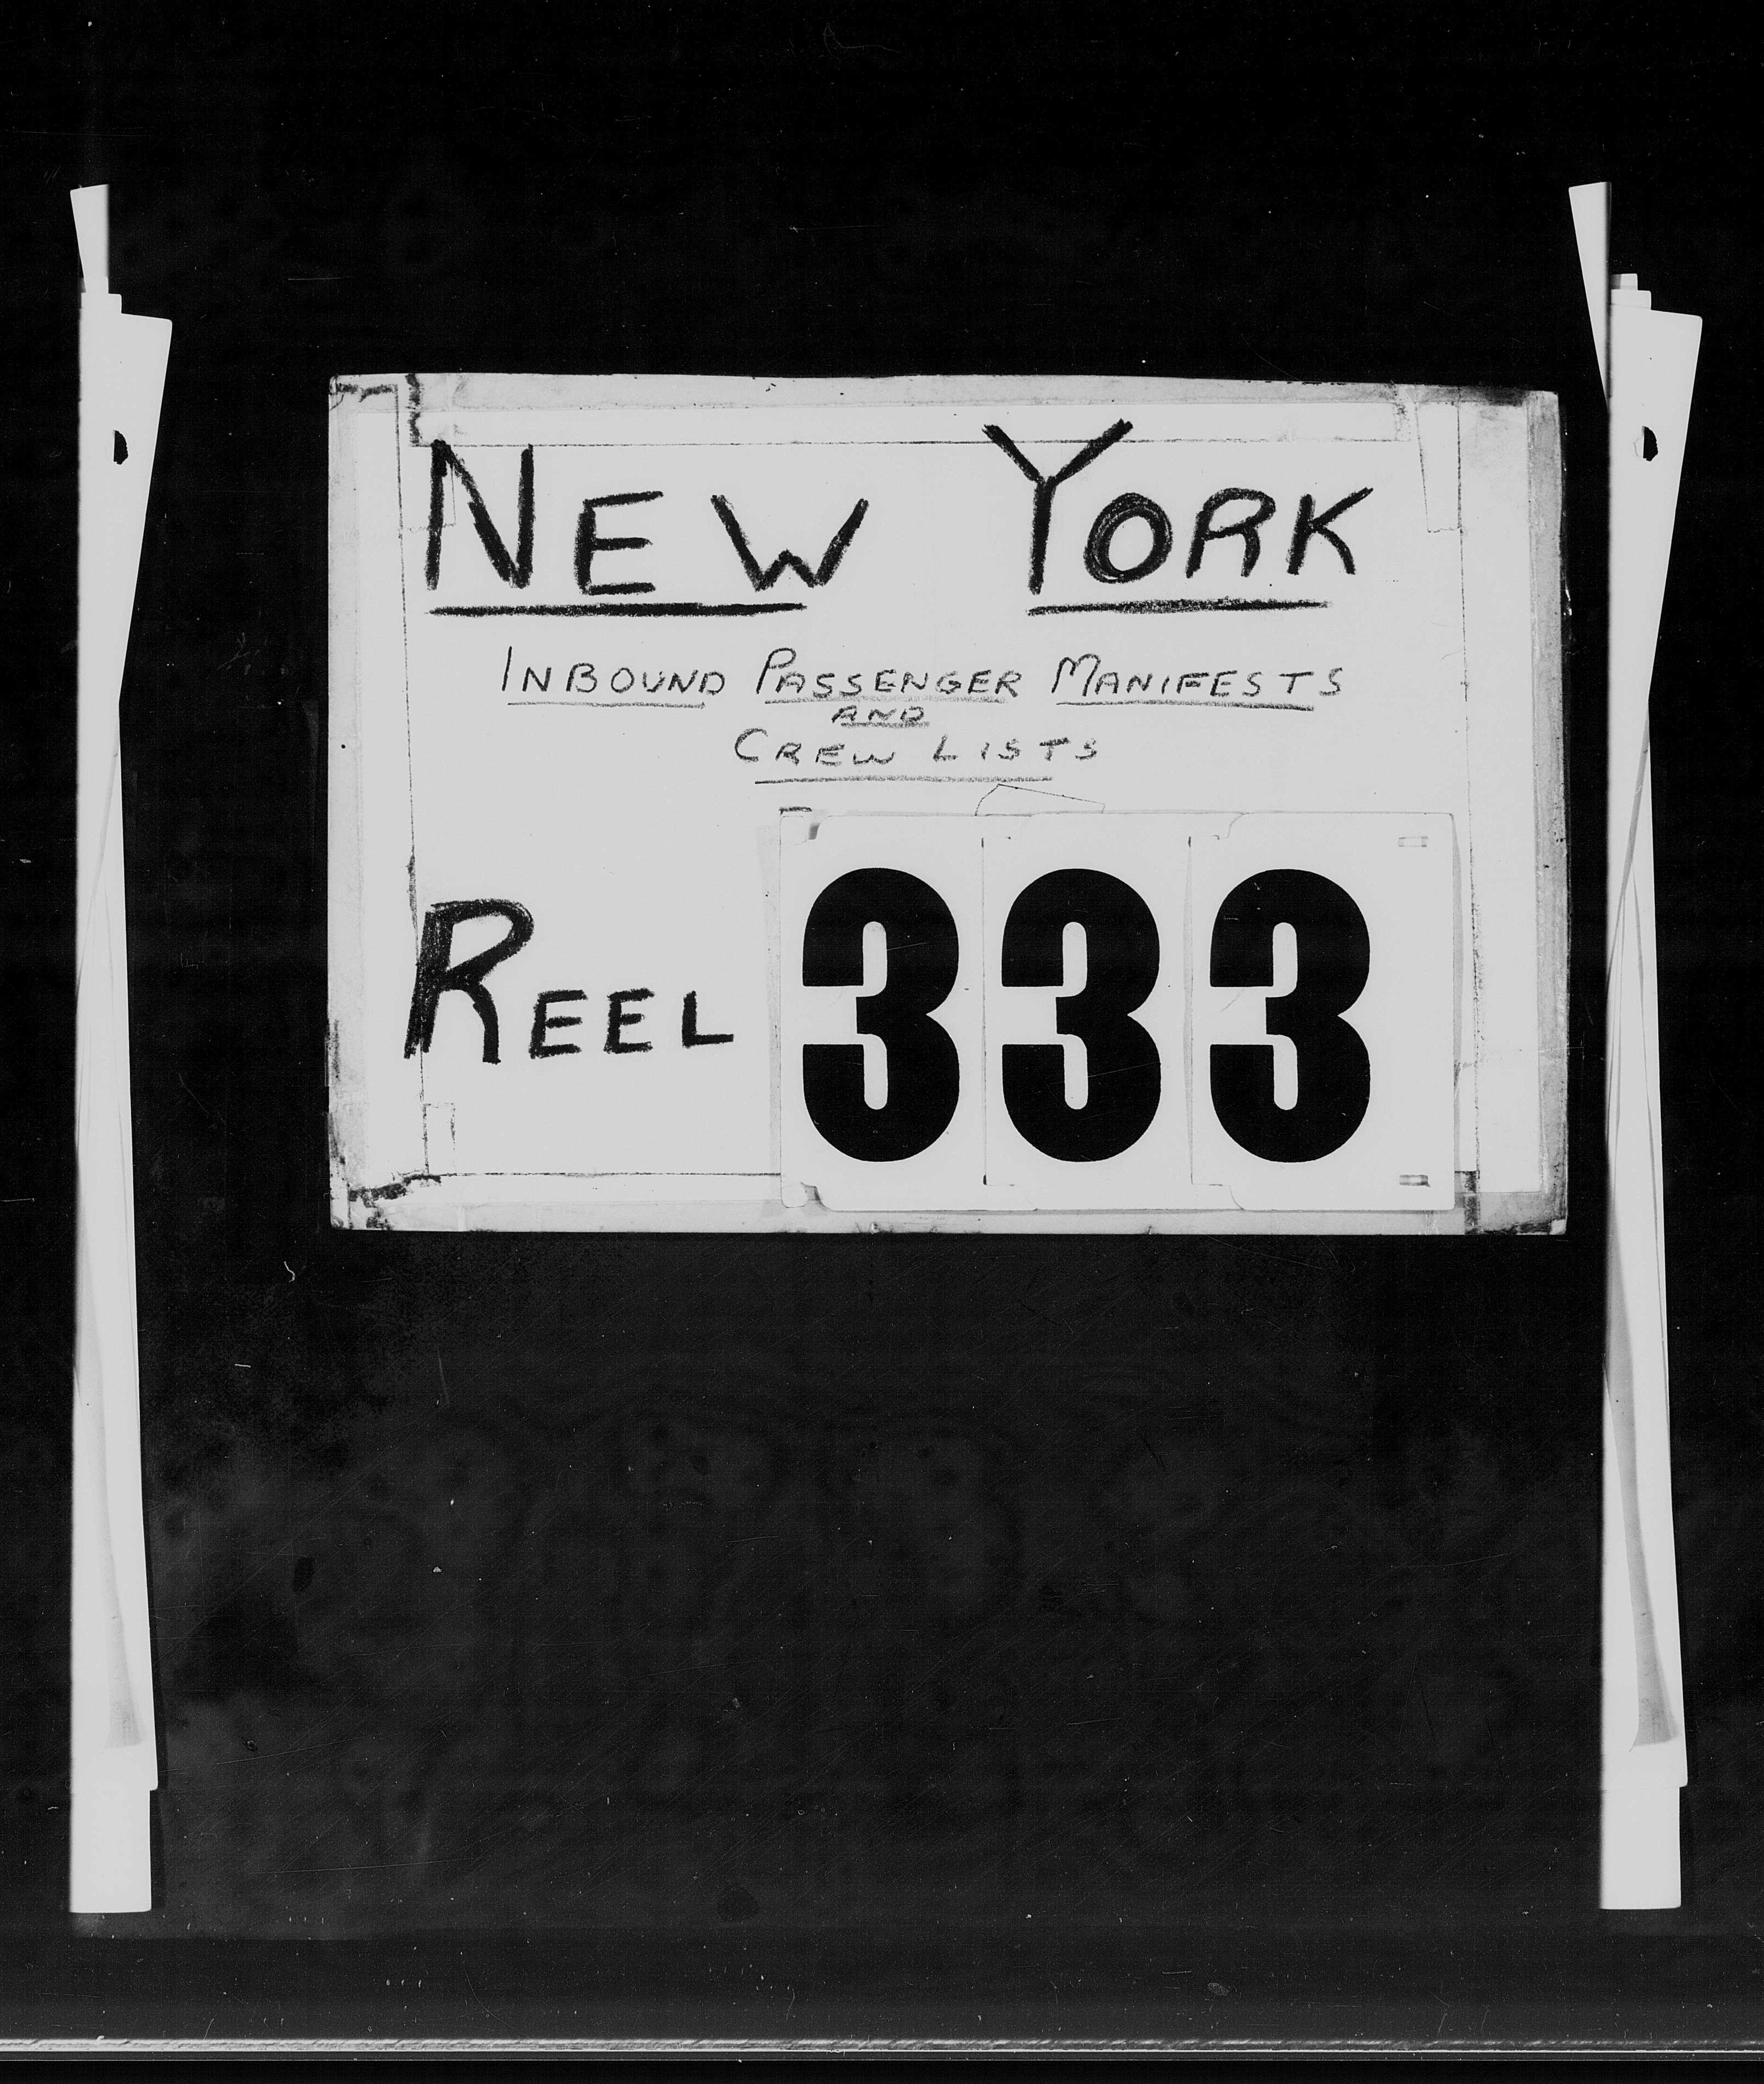 NEW YORK
INBOUND PASSENGER MANIFESTS
AND
CREW LISTS
REEL 333